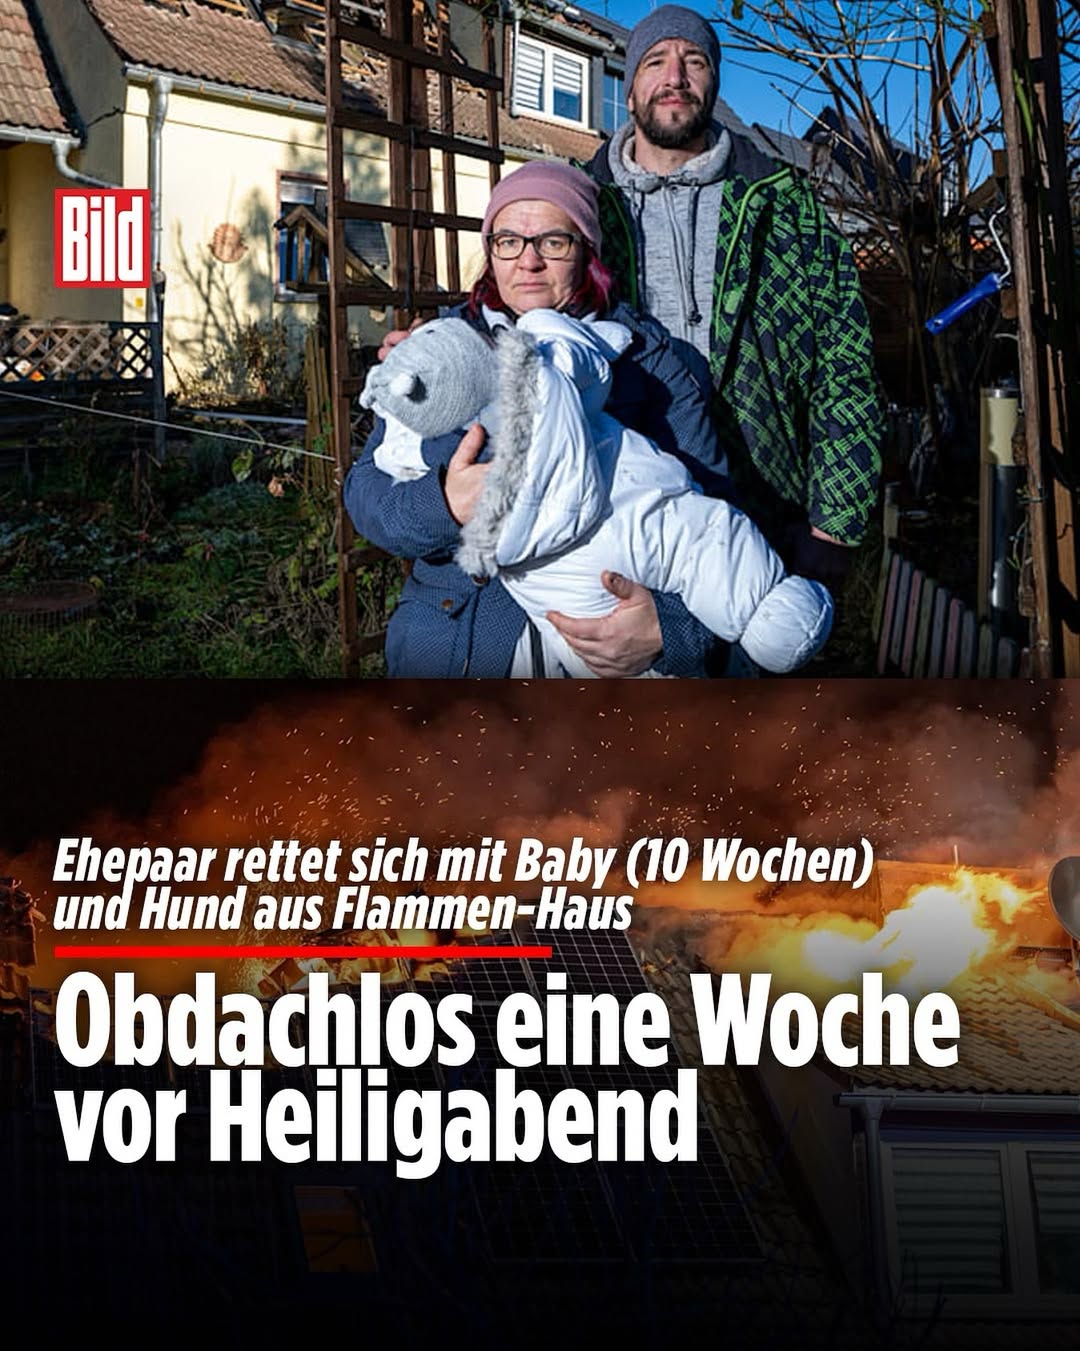 Bild
Ehepaar rettet sich mit Baby (10 Wochen)
und Hund aus Flammen-Haus
Obdachlos eine Woche
vor Heiligabend